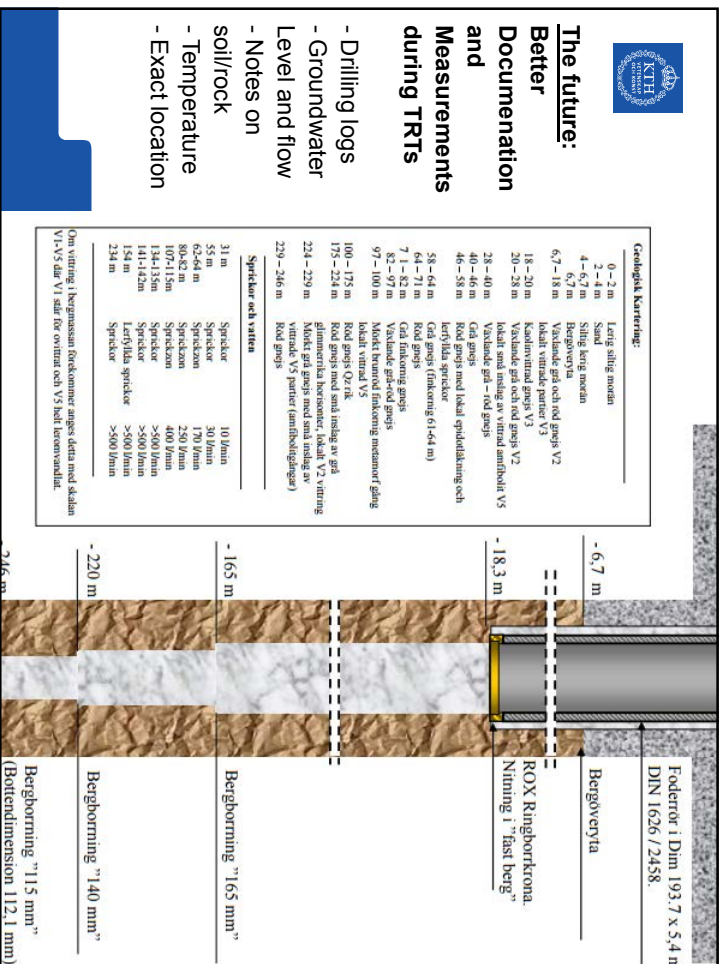 KTH
VETENSKAP
OCH KONST
The future:
Better
Documenation
and
Measurements
during TRTs
- Drilling logs
- Groundwater
Level and flow
- Notes on
soil/rock
- Temperature
- Exact location
Geologisk Kartering:
0 – 2 m Lerig siltig morän
2 – 4 m Sand
4 – 6,7 m Siltig lerig morän
6,7 m Bergöveryta
6,7 – 18 m Växlande grå och röd gnejs V2
lokalt vittrade partier V3
18 – 20 m Kaolinvittrad gnejs V3
20 – 28 m Växlande grå och röd gnejs V2
lokalt små inslag av vittrad amfibolit V5
28 – 40 m Växlande grå – röd gnejs
40 – 46 m Grå gnejs
46 – 58 m Röd gnejs med lokal epidotläkning och
lerfyllda sprickor
58 – 64 m Grå gnejs (finkornig 61-64 m)
64 – 71 m Röd gnejs
7 1 – 82 m Grå finkornig gnejs
82 – 97 m Växlande grå-röd gnejs
97 – 100 m Mörkt brunröd finkornig metamorf gång
lokalt vittrad V5
100 – 175 m Röd gnejs Qz rik
175 – 224 m Röd gnejs med små inslag av grå
glimmerrika horisonter, lokalt V2 vittring
224 – 229 m Mörkt grå gnejs med små inslag av
vittrade V5 partier (amfibolitgångar)
229 – 246 m Röd gnejs
Sprickor och vatten
31 m Sprickor 10 l/min
55 m Sprickor 30 l/min
62-64 m Sprickzon 170 l/min
80-82 m Sprickzon 250 l/min
107-115m Sprickzon 400 l/min
134-135m Sprickor >500 l/min
141-142m Sprickor >500 l/min
154 m Lerfyllda sprickor >500 l/min
234 m Sprickor >500 l/min
Om vittring i bergmassan förekommer anges detta med skalan
V1-V5 där V1 står för ovittrat och V5 helt leromvandlat.
- 6,7 m
- 18,3 m
- 165 m
- 220 m
- 246 m
Foderrör i Dim 193.7 x 5,4 m
DIN 1626 / 2458.
Bergöveryta
ROX Ringborrkrona.
Nitning i "fast berg"
Bergborrning "165 mm"
Bergborrning "140 mm"
Bergborrning "115 mm"
(Bottendimension 112,1 mm)